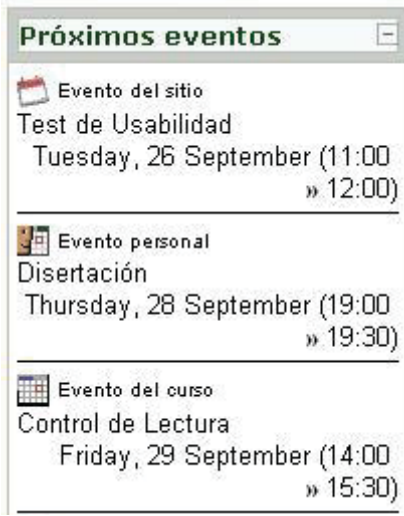 Próximos eventos
Evento del sitio
Test de Usabilidad
Tuesday, 26 September (11:00
» 12:00)
Evento personal
Disertación
Thursday, 28 September (19:00
» 19:30)
Evento del curso
Control de Lectura
Friday, 29 September (14:00
» 15:30)